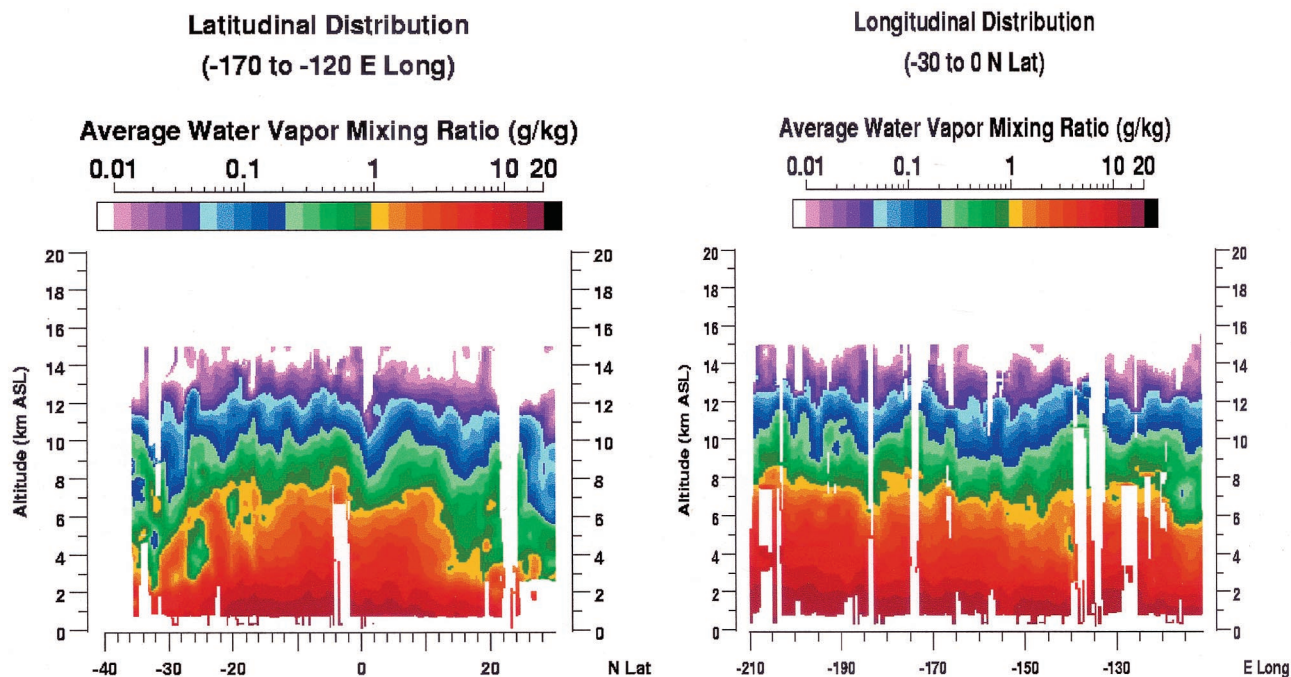 Latitudinal Distribution
(-170 to -120 E Long)
Average Water Vapor Mixing Ratio (g/kg)
0.01 0.1 1 10 20
20 20
18 18
16 16
14 14
12 12
10 10
8 8
6 6
4 4
2 2
0 0
Altitude (km ASL)
-40 -30 -20 0 20 N Lat
Longitudinal Distribution
(-30 to 0 N Lat)
Average Water Vapor Mixing Ratio (g/kg)
0.01 0.1 1 10 20
20 20
18 18
16 16
14 14
12 12
10 10
8 8
6 6
4 4
2 2
0 0
Altitude (km ASL)
-210 -190 -170 -150 -130 E Long